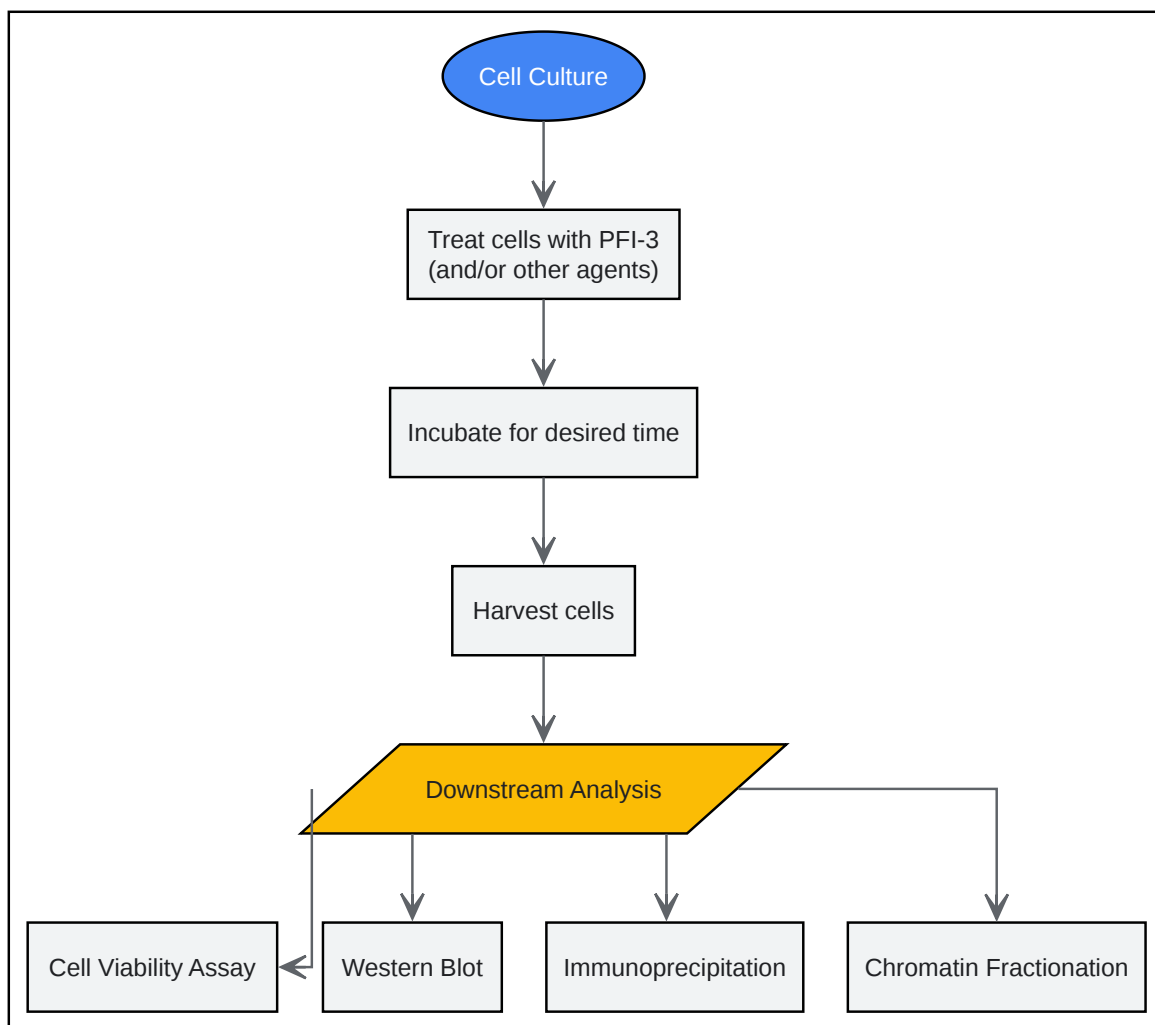 Cell Culture
Treat cells with PFI-3
(and/or other agents)
Incubate for desired time
Harvest cells
Downstream Analysis
Cell Viability Assay
Western Blot
Immunoprecipitation
Chromatin Fractionation